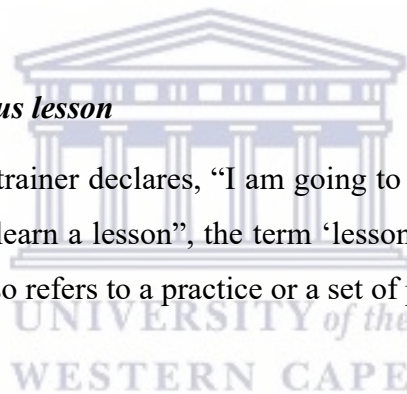 us lesson
trainer declares, “I am going to
learn a lesson”, the term ‘lesson
so refers to a practice or a set of
UNIVERSITY of the
WESTERN CAPE